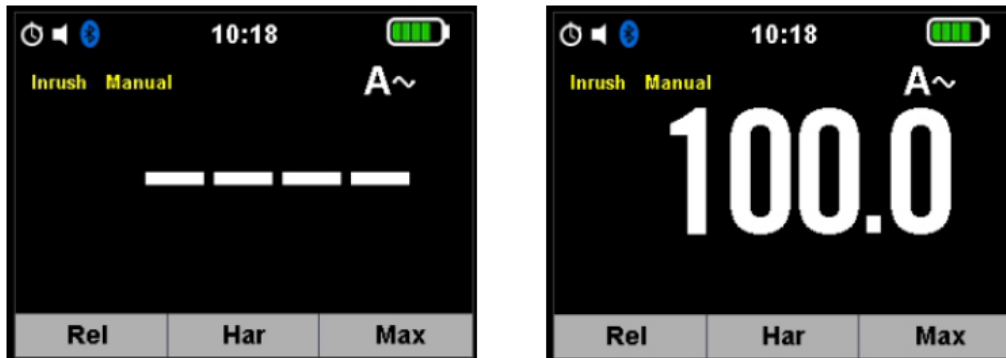 10:18
Inrush Manual A~
– – – –
Rel Har Max
10:18
Inrush Manual A~
100.0
Rel Har Max